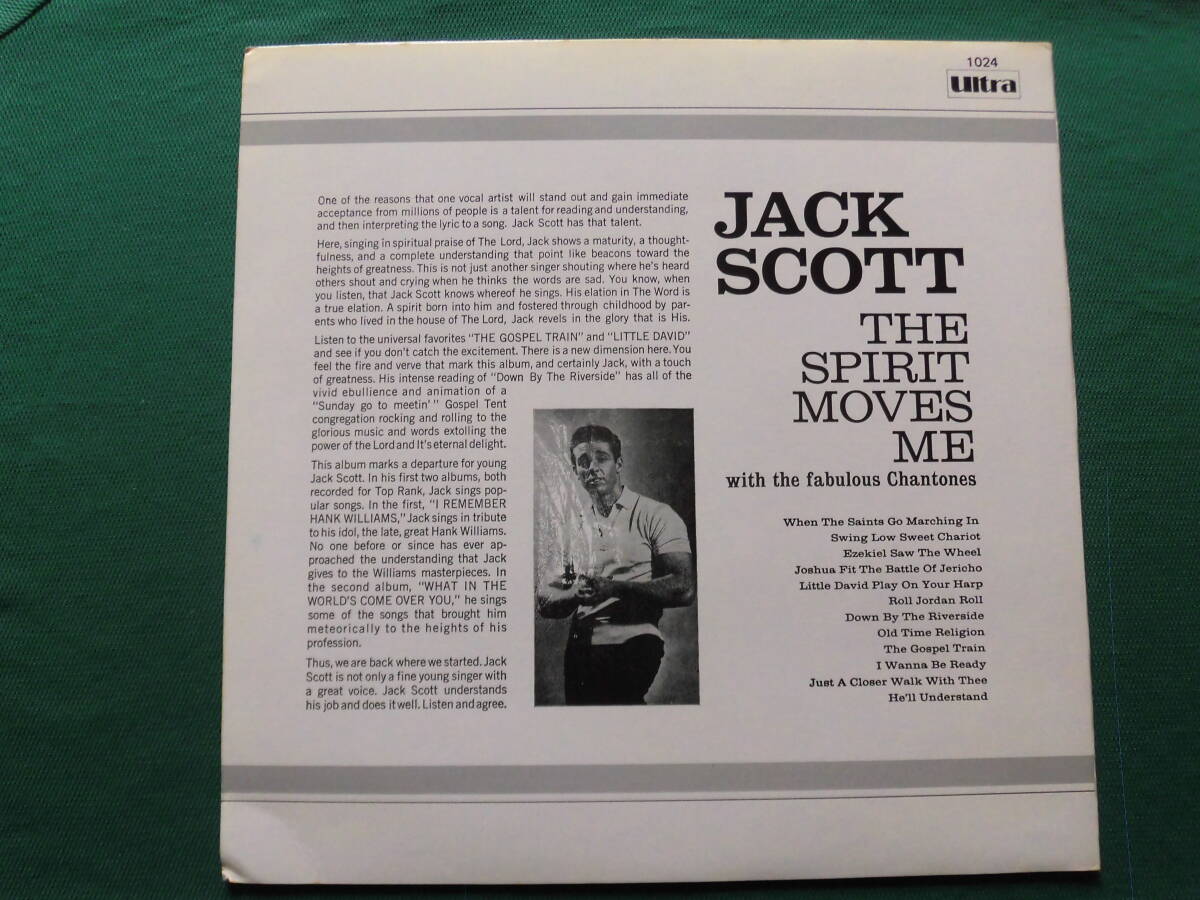 1024
Ultra
One of the reasons that one vocal artist will stand out and gain immediate
acceptance from millions of people is a talent for reading and understanding,
and then interpreting the lyric to a song. Jack Scott has that talent.
Here, singing in spiritual praise of The Lord, Jack shows a maturity, a thought-
fulness, and a complete understanding that point like beacons toward the
heights of greatness. This is not just another singer shouting where he's heard
others shout and crying when he thinks the words are sad. You know, when
you listen, that Jack Scott knows whereof he sings. His elation in The Word is
a true elation. A spirit born into him and fostered through childhood by par-
ents who lived in the house of The Lord, Jack revels in the glory that is His.
Listen to the universal favorites "THE GOSPEL TRAIN" and "LITTLE DAVID"
and see if you don't catch the excitement. There is a new dimension here. You
feel the fire and verve that mark this album, and certainly Jack, with a touch
of greatness. His intense reading of "Down By The Riverside" has all of the
vivid ebullience and animation of a
"Sunday go to meetin'" Gospel Tent
congregation rocking and rolling to the
glorious music and words extolling the
power of the Lord and It's eternal delight.
This album marks a departure for young
Jack Scott. In his first two albums, both
recorded for Top Rank, Jack sings pop-
ular songs. In the first, "I REMEMBER
HANK WILLIAMS," Jack sings in tribute
to his idol, the late, great Hank Williams.
No one before or since has ever ap-
proached the understanding that Jack
gives to the Williams masterpieces. In
the second album, "WHAT IN THE
WORLD'S COME OVER YOU," he sings
some of the songs that brought him
meteorically to the heights of his
profession.
Thus, we are back where we started. Jack
Scott is not only a fine young singer with
a great voice. Jack Scott understands
his job and does it well. Listen and agree.
JACK
SCOTT
THE
SPIRIT
MOVES
ME
with the fabulous Chantones
When The Saints Go Marching In
Swing Low Sweet Chariot
Ezekiel Saw The Wheel
Joshua Fit The Battle Of Jericho
Little David Play On Your Harp
Roll Jordan Roll
Down By The Riverside
Old Time Religion
The Gospel Train
I Wanna Be Ready
Just A Closer Walk With Thee
He'll Understand